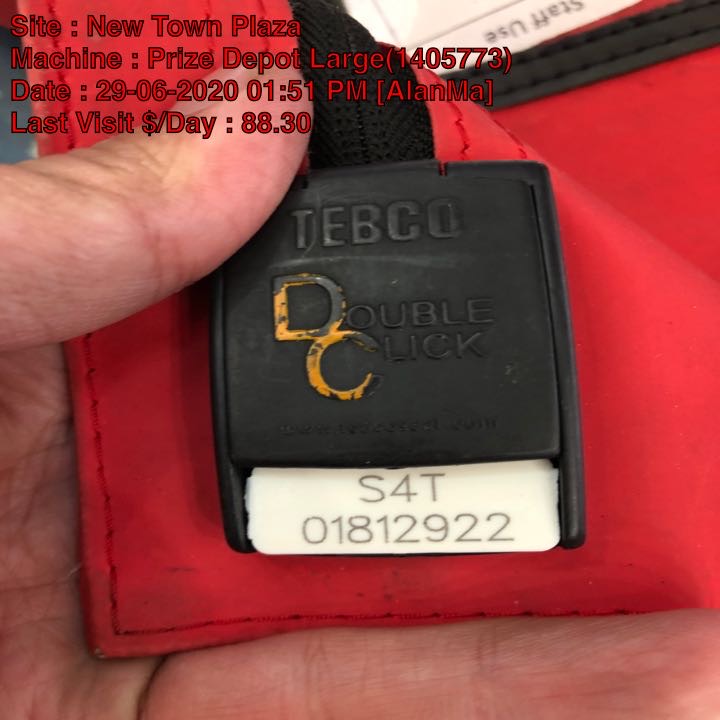 Site : New Town Plaza
Machine : Prize Depot Large(1405773)
Date : 29-06-2020 01:51 PM [AlanMa]
Last Visit $/Day : 88.30
Staff Use
TEBCO
DOUBLE
CLICK
S4T
01812922